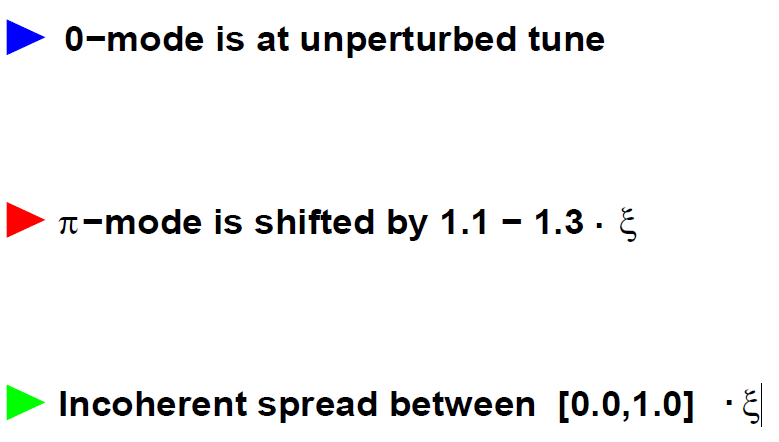 0−mode is at unperturbed tune
π−mode is shifted by 1.1 − 1.3 · ξ
Incoherent spread between [0.0,1.0] · ξ